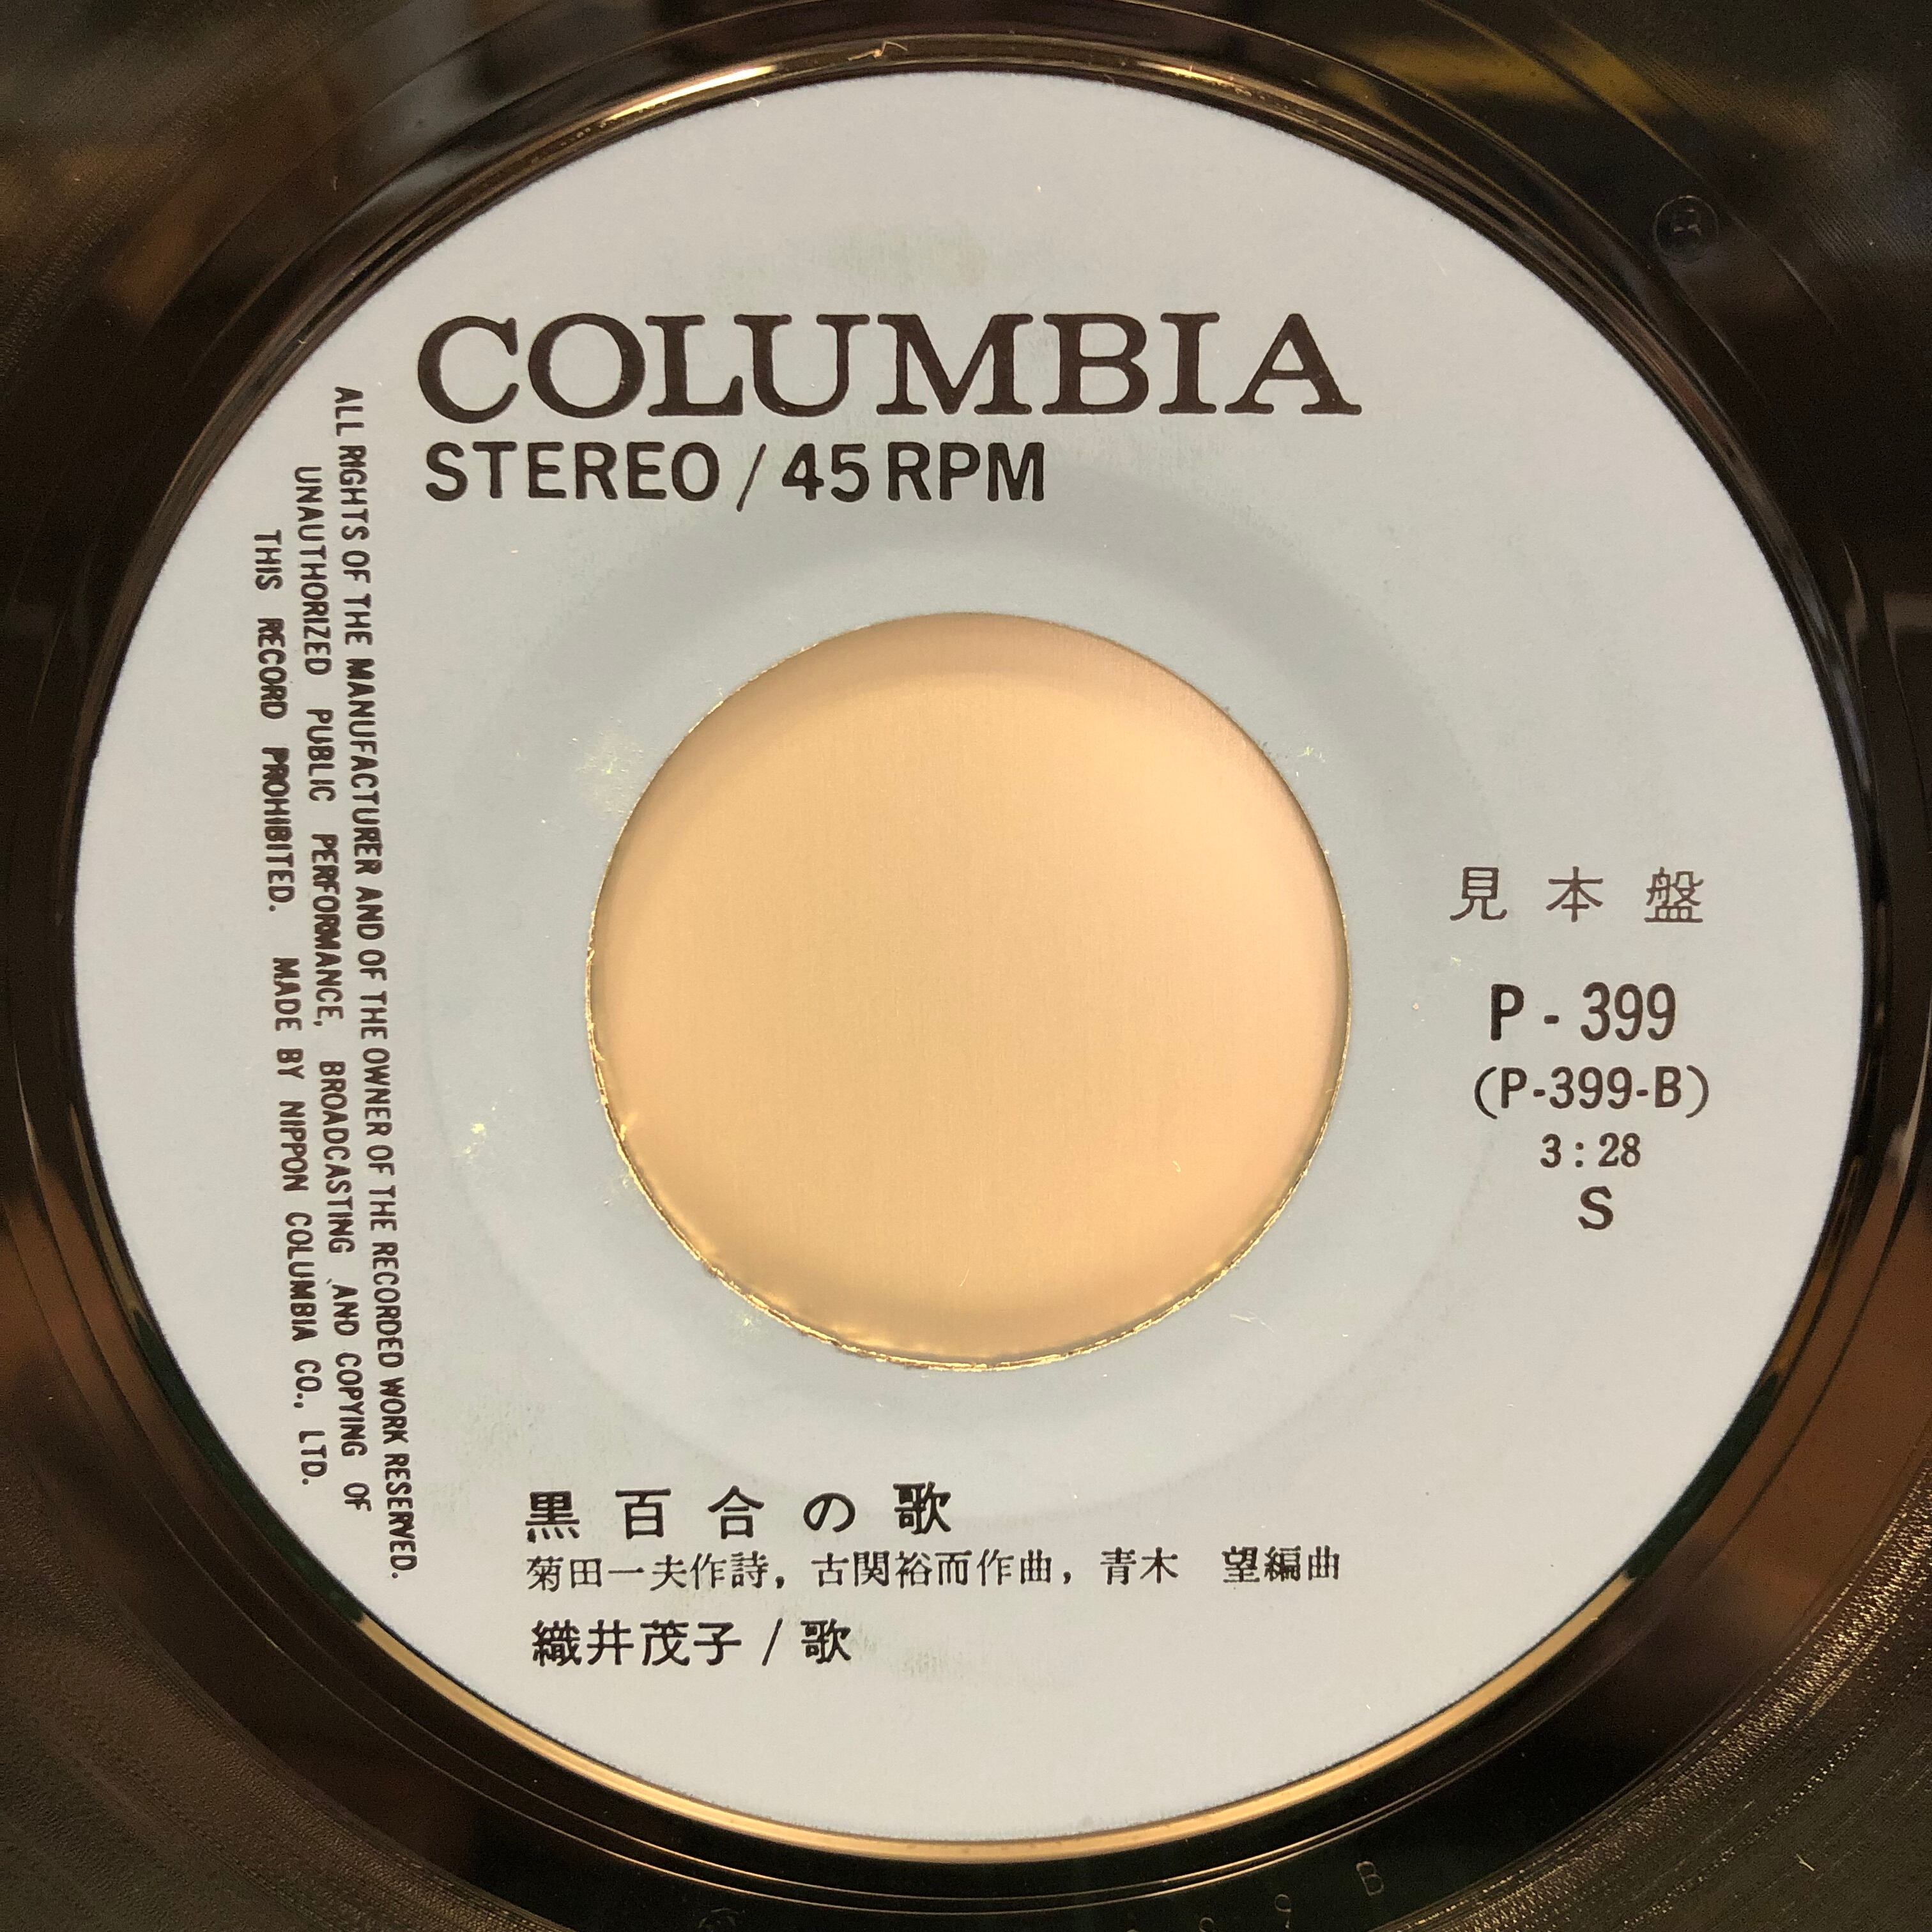 COLUMBIA
STEREO / 45 RPM
ALL RIGHTS OF THE MANUFACTURER AND OF THE OWNER OF THE RECORDED WORK RESERVED.
UNAUTHORIZED PUBLIC PERFORMANCE, BROADCASTING AND COPYING OF
THIS RECORD PROHIBITED. MADE BY NIPPON COLUMBIA CO., LTD.
見本盤
P - 399
(P-399-B)
3 : 28
S
黒百合の歌
菊田一夫作詩, 古関裕而作曲, 青木 望編曲
織井茂子 / 歌